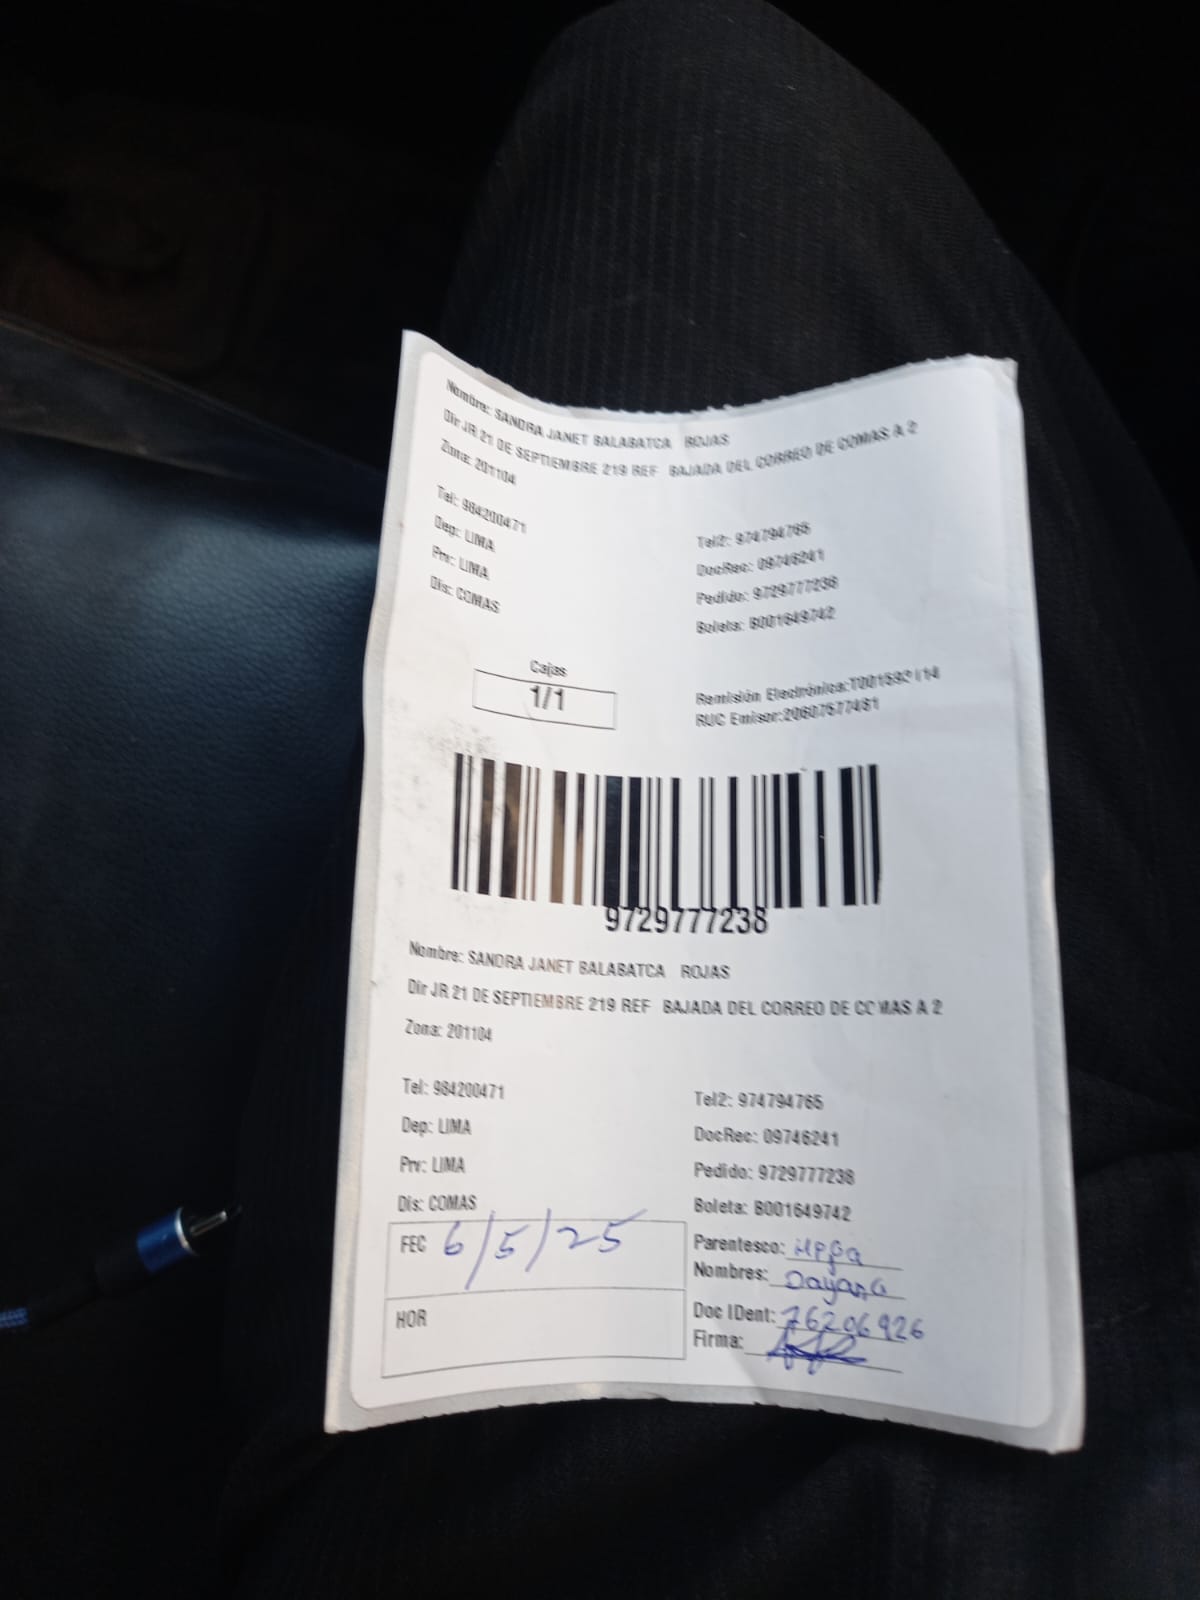 Nombre: SANDRA JANET BALABATCA ROJAS
Dir JR 21 DE SEPTIEMBRE 219 REF BAJADA DEL CORREO DE COMAS A 2
Zona: 201104
Tel: 984200471
Tel2: 974794765
Dep: LIMA
DocRec: 09746241
Prv: LIMA
Pedido: 9729777238
Dis: COMAS
Boleta: B001649742
Cajas
1/1
Remisión Electrónica:T001592114
RUC Emisor:20607577481
9729777238
Nombre: SANDRA JANET BALABATCA ROJAS
Dir JR 21 DE SEPTIEMBRE 219 REF BAJADA DEL CORREO DE COMAS A 2
Zona: 201104
Tel: 984200471
Tel2: 974794765
Dep: LIMA
DocRec: 09746241
Prv: LIMA
Pedido: 9729777238
Dis: COMAS
Boleta: B001649742
FEC 6/5/25
Parentesco:
Nombres: Dayana
HOR
Doc IDent: 76206926
Firma: